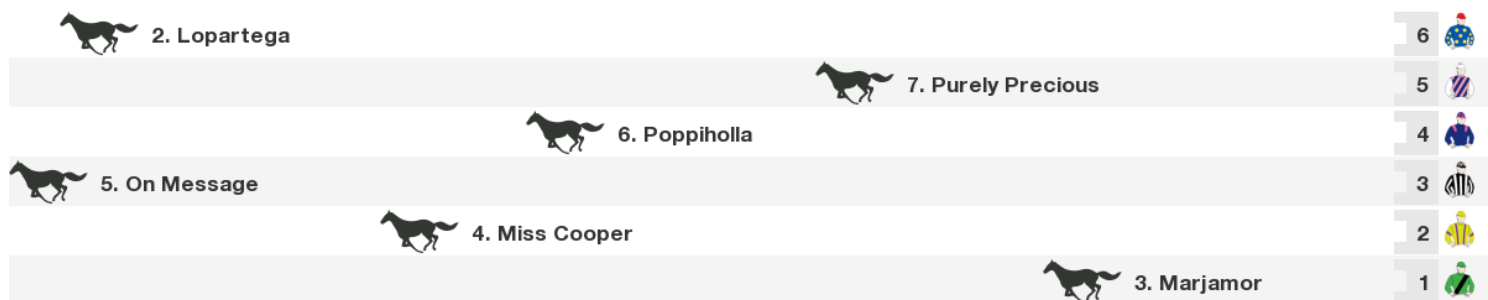 2. Lopartega 6
7. Purely Precious 5
6. Poppiholla 4
5. On Message 3
4. Miss Cooper 2
3. Marjamor 1